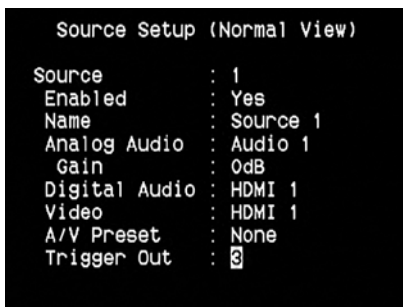 Source Setup (Normal View)
Source : 1
Enabled : Yes
Name : Source 1
Analog Audio : Audio 1
Gain : 0dB
Digital Audio : HDMI 1
Video : HDMI 1
A/V Preset : None
Trigger Out : 3